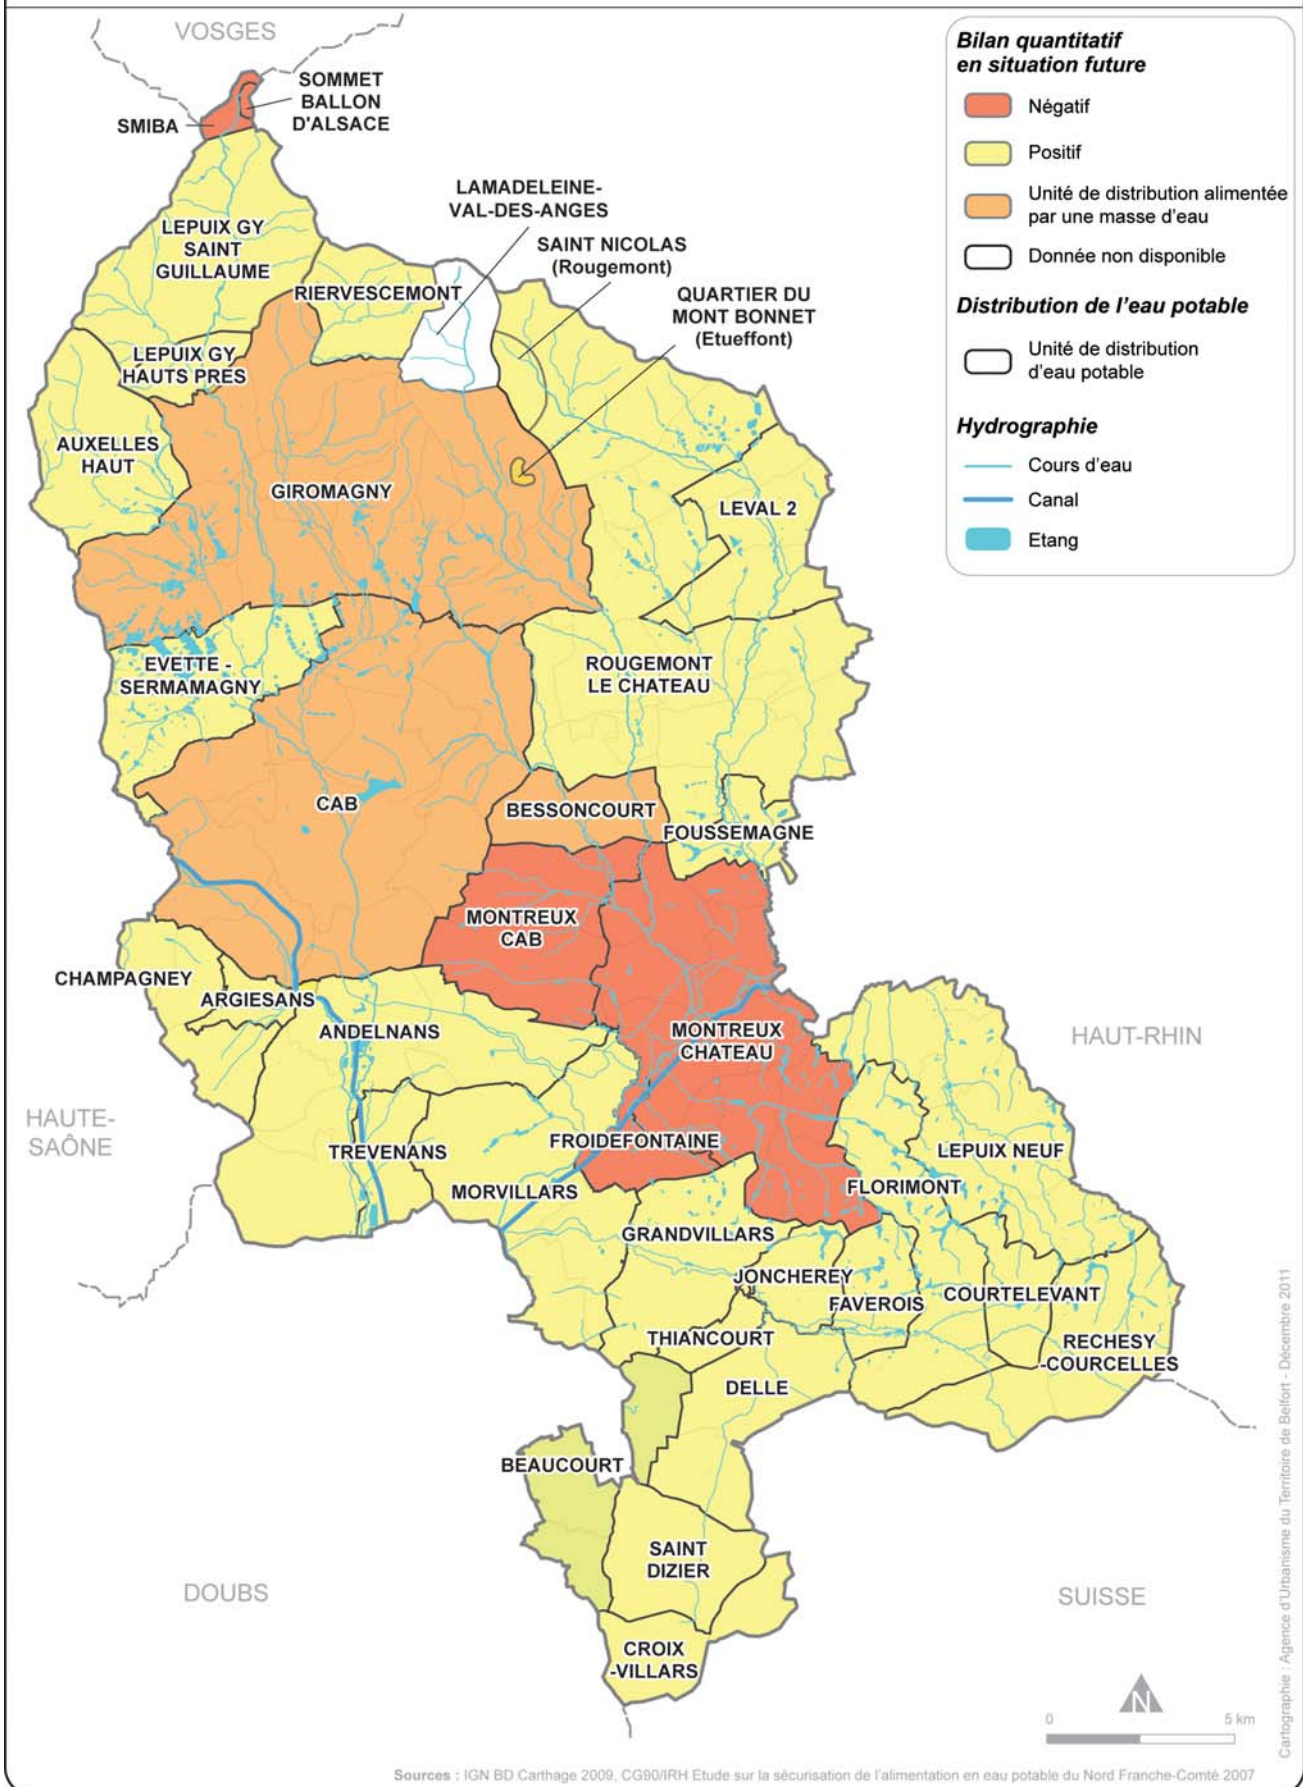 VOSGES
SOMMET
BALLON
D'ALSACE
SMIBA
LAMADELEINE-
VAL-DES-ANGES
SAINT NICOLAS
(Rougemont)
QUARTIER DU
MONT BONNET
(Etueffont)
LEPUIX GY
SAINT
GUILLAUME
RIERVESCEMONT
LEPUIX GY
HAUTS PRES
AUXELLES
HAUT
GIROMAGNY
LEVAL 2
EVETTE -
SERMAMAGNY
ROUGEMONT
LE CHATEAU
CAB
BESSONCOURT
FOUSSEMAGNE
MONTREUX
CAB
CHAMPAGNEY
ARGIESANS
ANDELNANS
MONTREUX
CHATEAU
HAUT-RHIN
HAUTE-
SAÔNE
TREVENANS
FROIDEFONTAINE
LEPUIX NEUF
MORVILLARS
FLORIMONT
GRANDVILLARS
JONCHEREY
FAVEROIS
COURTELEVANT
THIANCOURT
RECHESY
-COURCELLES
DELLE
BEAUCOURT
SAINT
DIZIER
DOUBS
SUISSE
CROIX
-VILLARS
Bilan quantitatif
en situation future
Négatif
Positif
Unité de distribution alimentée
par une masse d'eau
Donnée non disponible
Distribution de l'eau potable
Unité de distribution
d'eau potable
Hydrographie
Cours d'eau
Canal
Etang
N
0 5 km
Cartographie : Agence d'Urbanisme du Territoire de Belfort - Décembre 2011
Sources : IGN BD Carthage 2009, CG90/IRH Etude sur la sécurisation de l'alimentation en eau potable du Nord Franche-Comté 2007